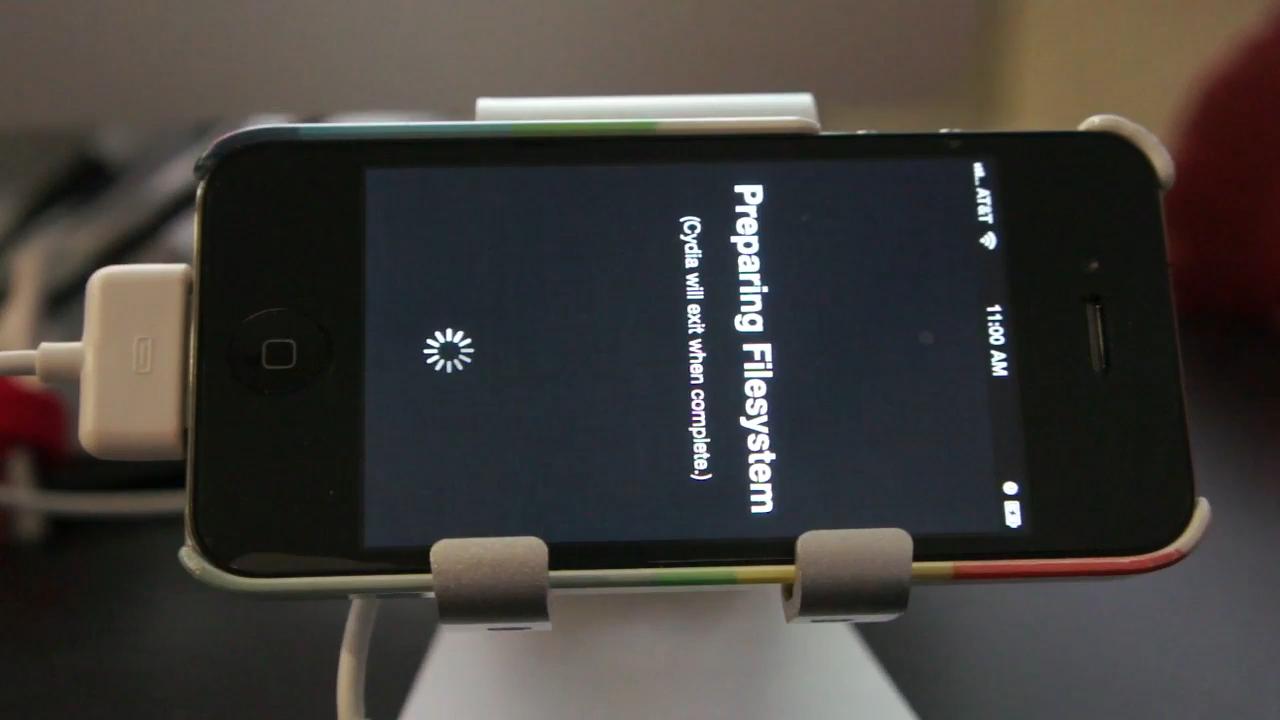 AT&T 11:00 AM
Preparing Filesystem
(Cydia will exit when complete.)